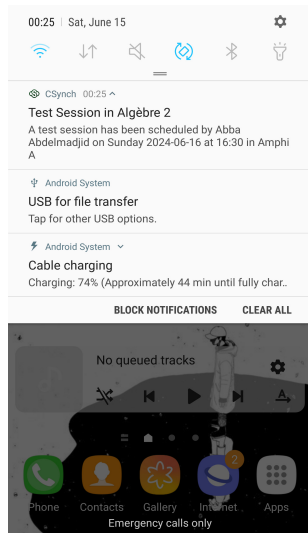 00:25 | Sat, June 15
CSynch 00:25
Test Session in Algèbre 2
A test session has been scheduled by Abba
Abdelmadjid on Sunday 2024-06-16 at 16:30 in Amphi
A
Android System
USB for file transfer
Tap for other USB options.
Android System
Cable charging
Charging: 74% (Approximately 44 min until fully char..
BLOCK NOTIFICATIONS CLEAR ALL
No queued tracks
A
2
Phone Contacts Gallery Internet Apps
Emergency calls only